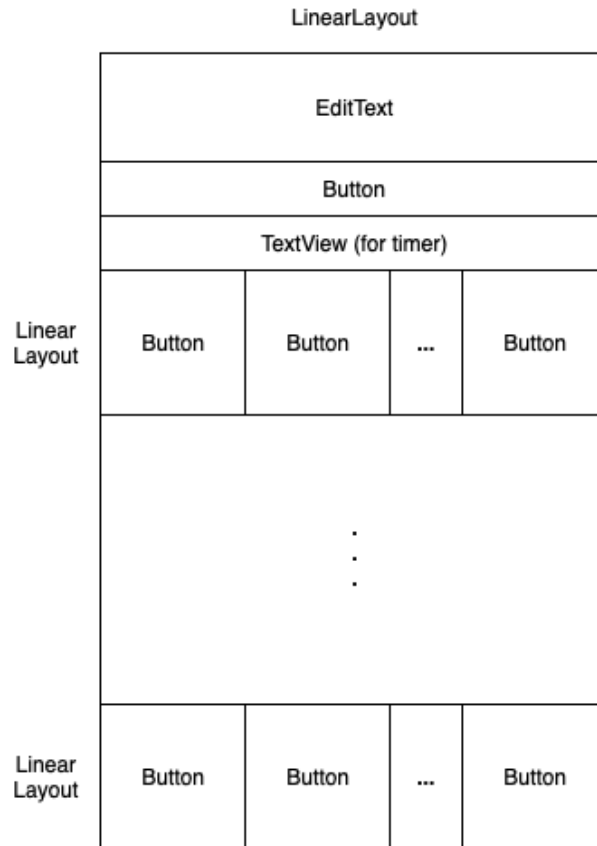 LinearLayout
EditText
Button
TextView (for timer)
Linear
Layout
Button
Button
...
Button
.
.
.
Linear
Layout
Button
Button
...
Button